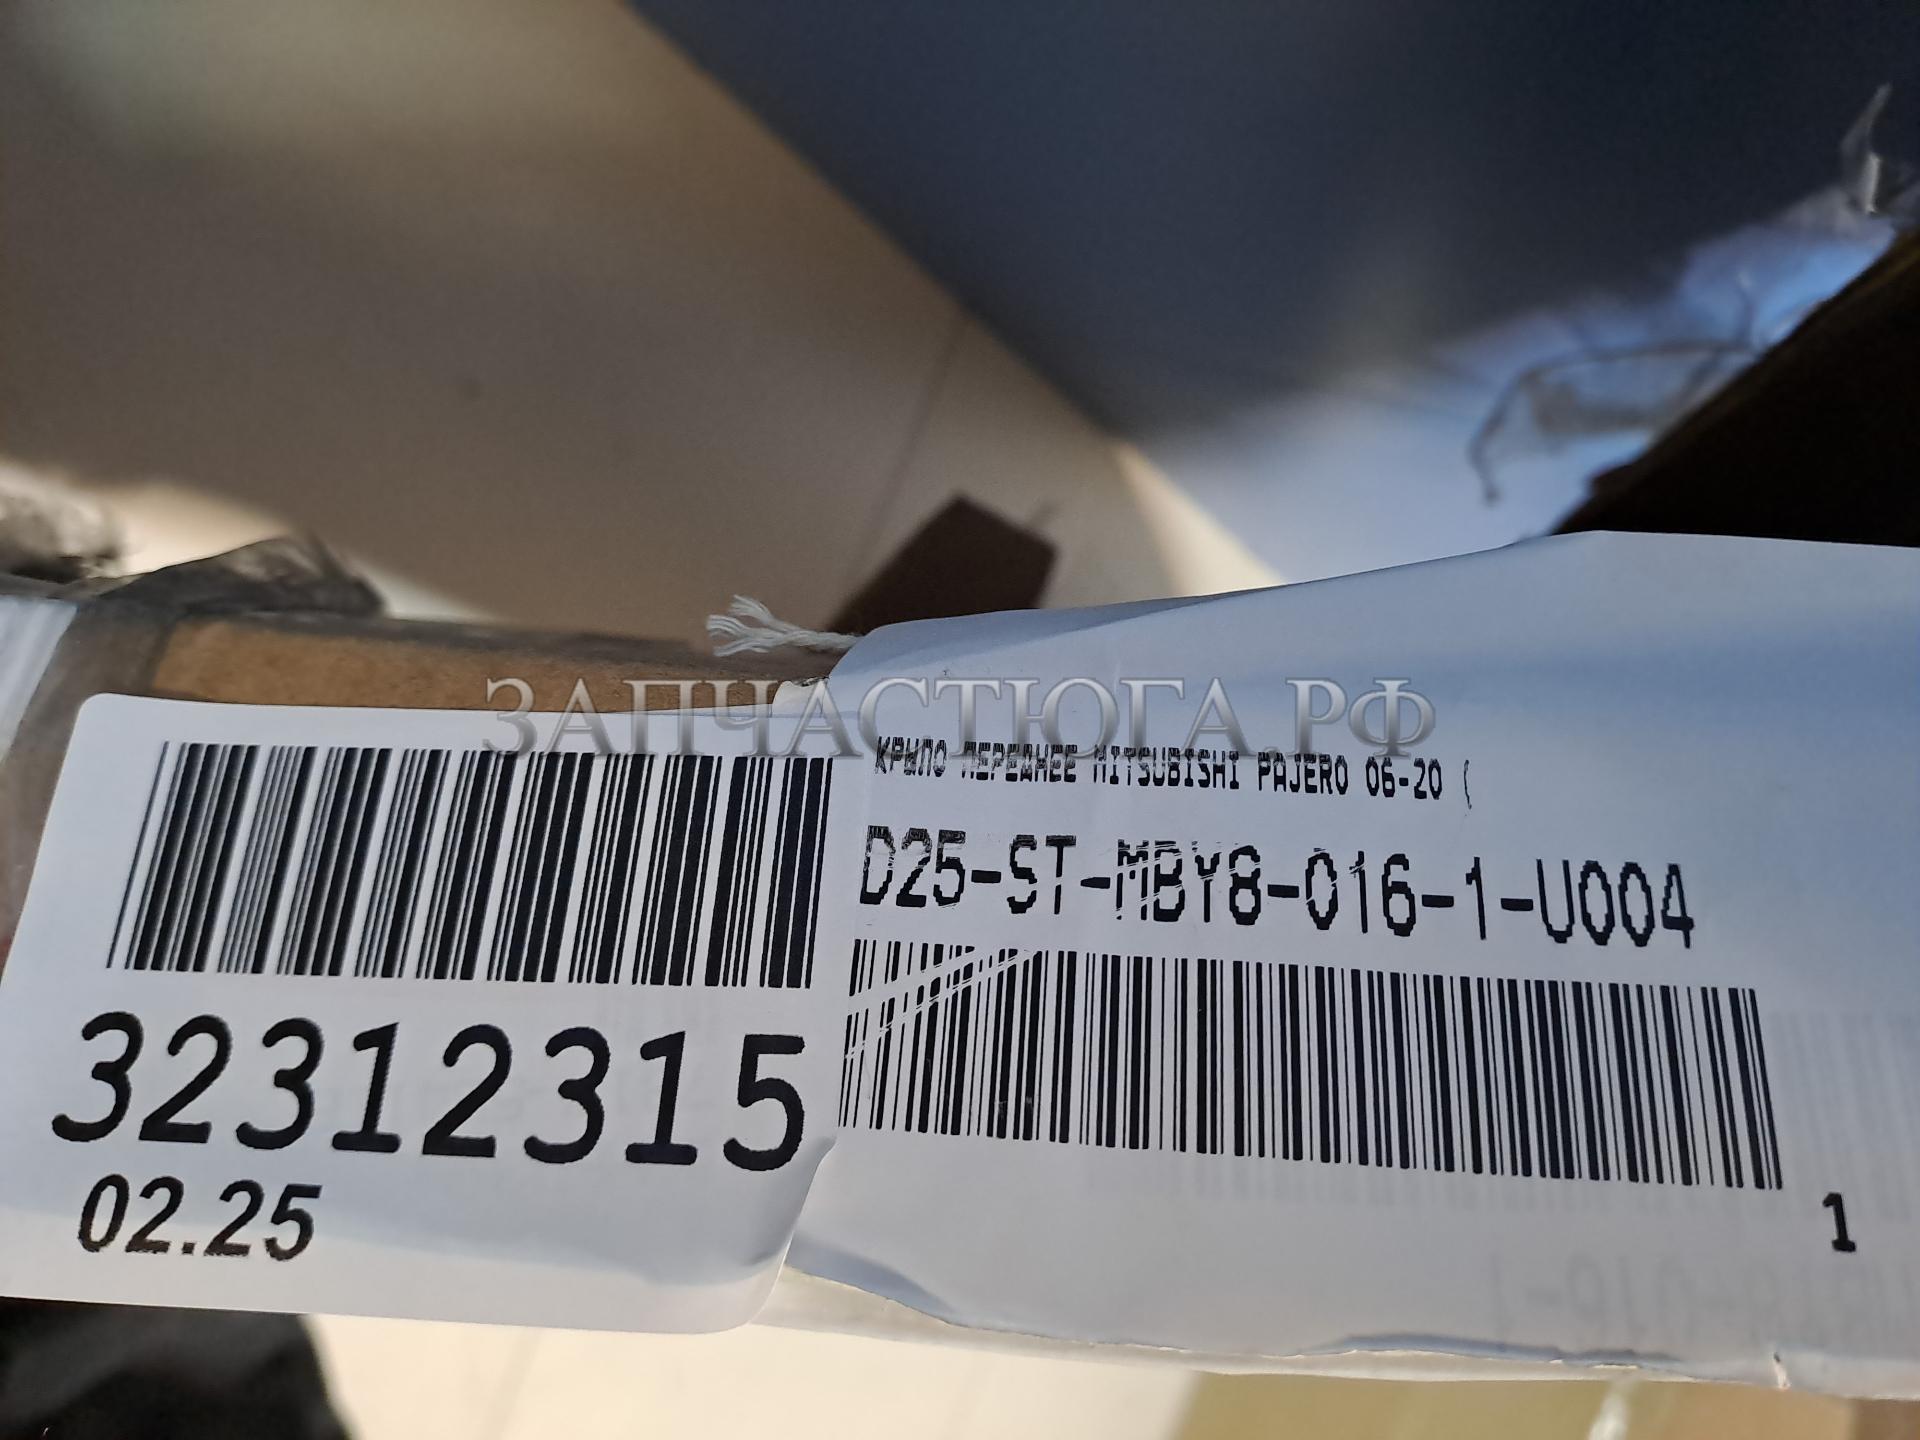 ЗАПЧАСТЮГА.РФ
КРЫЛО ПЕРЕДНЕЕ MITSUBISHI PAJERO 06-20 (
D25-ST-MBY8-016-1-U004
1
32312315
02.25